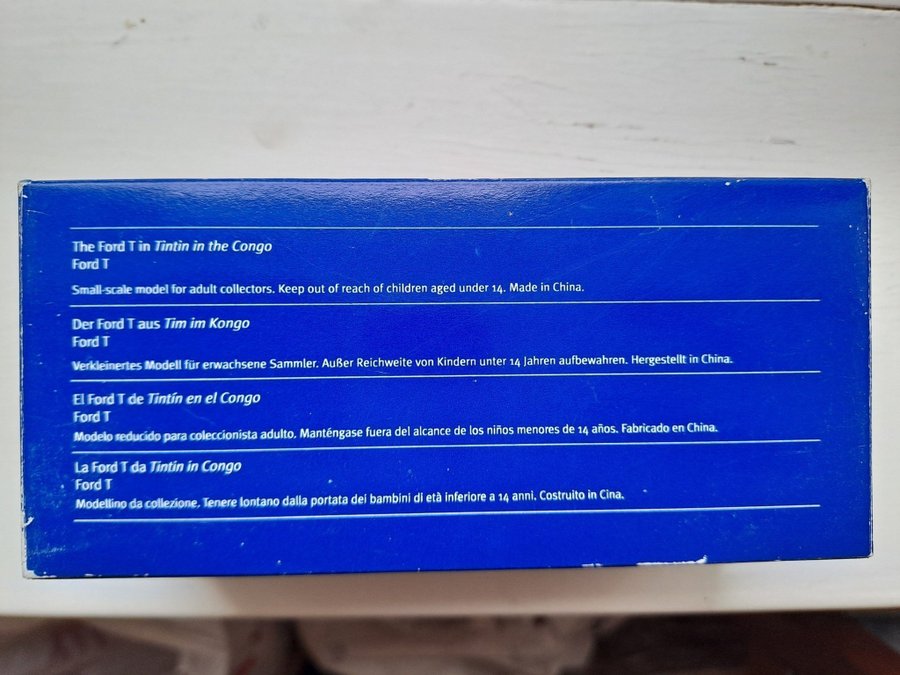 The Ford T in Tintin in the Congo
Ford T
Small-scale model for adult collectors. Keep out of reach of children aged under 14. Made in China.
Der Ford T aus Tim im Kongo
Ford T
Verkleinertes Modell für erwachsene Sammler. Außer Reichweite von Kindern unter 14 Jahren aufbewahren. Hergestellt in China.
El Ford T de Tintín en el Congo
Ford T
Modelo reducido para coleccionista adulto. Manténgase fuera del alcance de los niños menores de 14 años. Fabricado en China.
La Ford T da Tintin in Congo
Ford T
Modellino da collezione. Tenere lontano dalla portata dei bambini di età inferiore a 14 anni. Costruito in Cina.